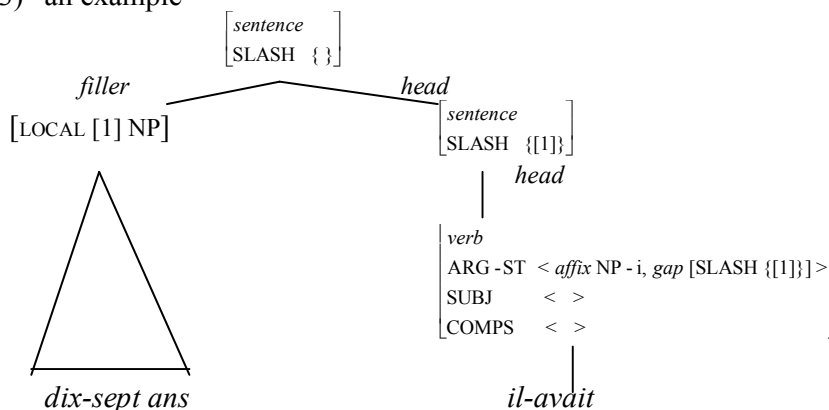 an example
sentence
SLASH { }
filler
head
[LOCAL [1] NP]
sentence
SLASH {[1]}
head
verb
ARG-ST < affix NP - i, gap [SLASH {[1]}] >
SUBJ < >
COMPS < >
dix-sept ans
il-avait